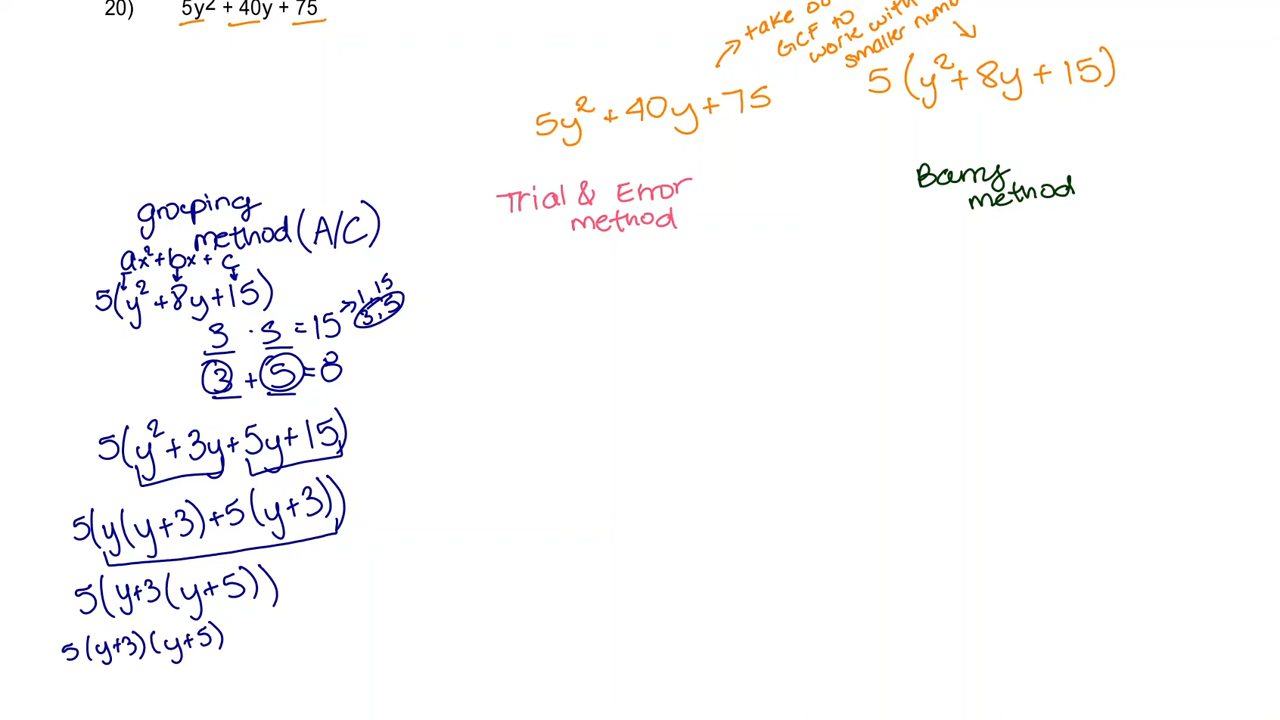 20) 5y² + 40y + 75
take
GCF to
work with
smaller
5y² + 40y + 75
5(y² + 8y + 15)
grouping
method (A/C)
ax² + bx + c
5(y² + 8y + 15)
3 · 5 = 15 → 1, 15
3, 5
3 + 5 = 8
5(y² + 3y + 5y + 15)
5(y(y+3) + 5(y+3))
5(y+3(y+5))
5(y+3)(y+5)
Trial & Error
method
method